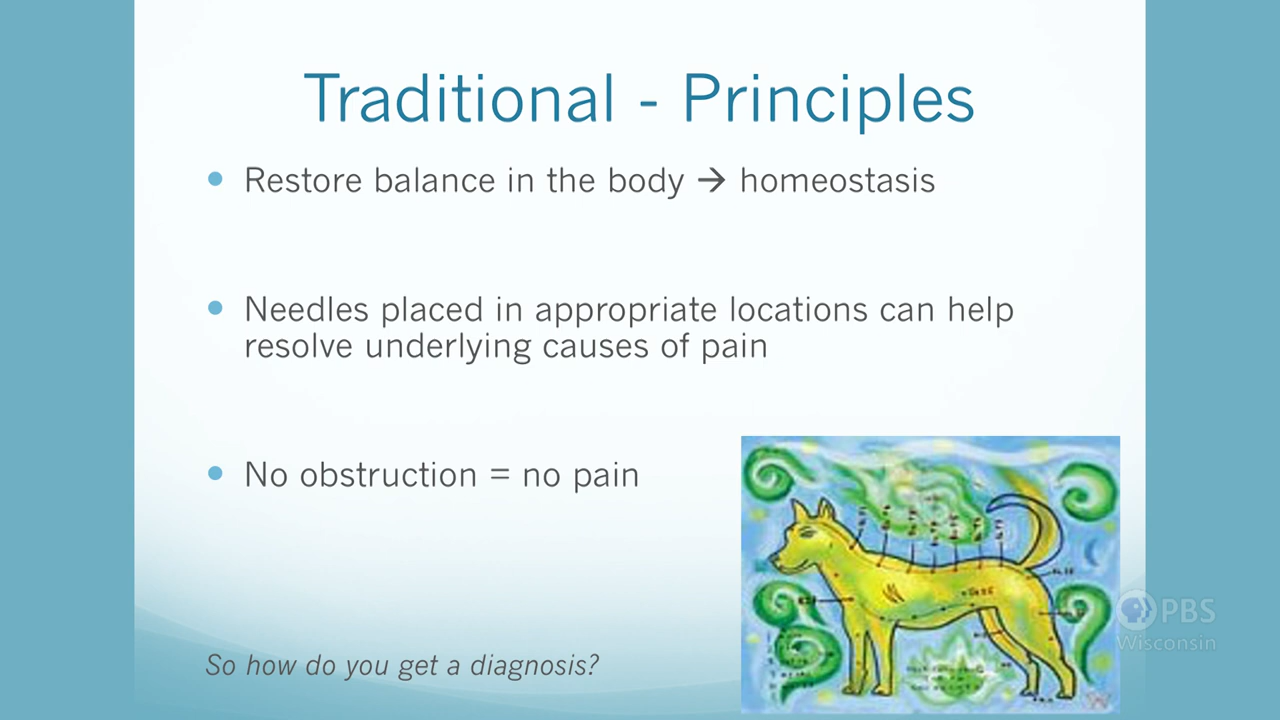 Traditional - Principles
Restore balance in the body → homeostasis
Needles placed in appropriate locations can help
resolve underlying causes of pain
No obstruction = no pain
So how do you get a diagnosis?
PBS
Wisconsin